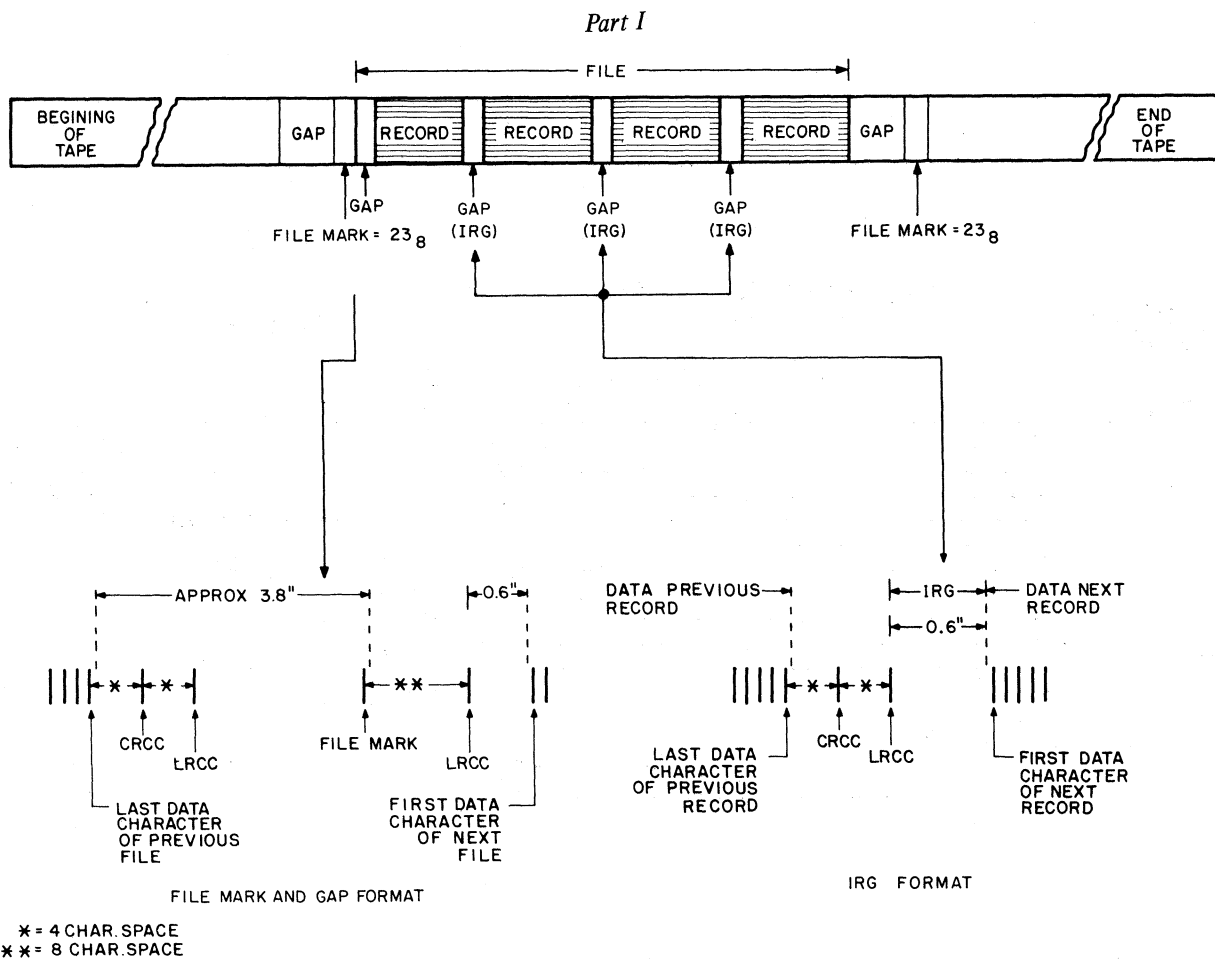 Part I
FILE
BEGINING
OF
TAPE
GAP
RECORD
RECORD
RECORD
RECORD
GAP
END
OF
TAPE
GAP
FILE MARK = 23 8
GAP
(IRG)
GAP
(IRG)
GAP
(IRG)
FILE MARK = 23 8
APPROX 3.8"
0.6"
* *
**
CRCC
LRCC
FILE MARK
LRCC
LAST DATA
CHARACTER
OF PREVIOUS
FILE
FIRST DATA
CHARACTER
OF NEXT
FILE
FILE MARK AND GAP FORMAT
DATA PREVIOUS
RECORD
IRG
DATA NEXT
RECORD
0.6"
* *
CRCC
LRCC
LAST DATA
CHARACTER
OF PREVIOUS
RECORD
FIRST DATA
CHARACTER
OF NEXT
RECORD
IRG FORMAT
* = 4 CHAR. SPACE
* * = 8 CHAR. SPACE